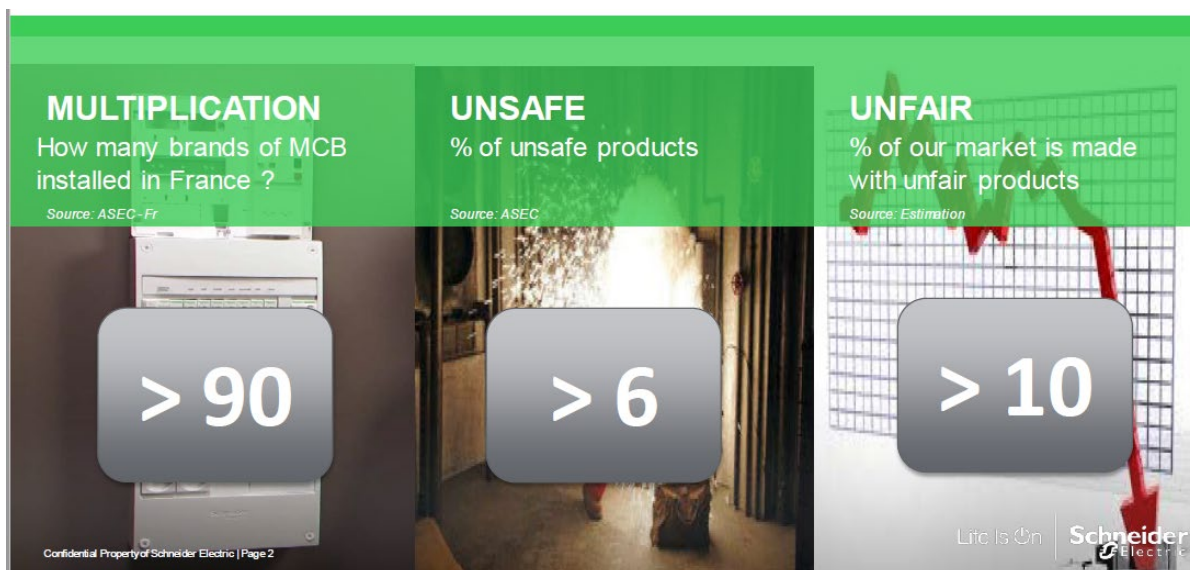 MULTIPLICATION
How many brands of MCB
installed in France ?
Source: ASEC-Fr
> 90
UNSAFE
% of unsafe products
Source: ASEC
> 6
UNFAIR
% of our market is made
with unfair products
Source: Estimation
> 10
Confidential Property of Schneider Electric | Page 2
Life Is On | Schneider
Electric